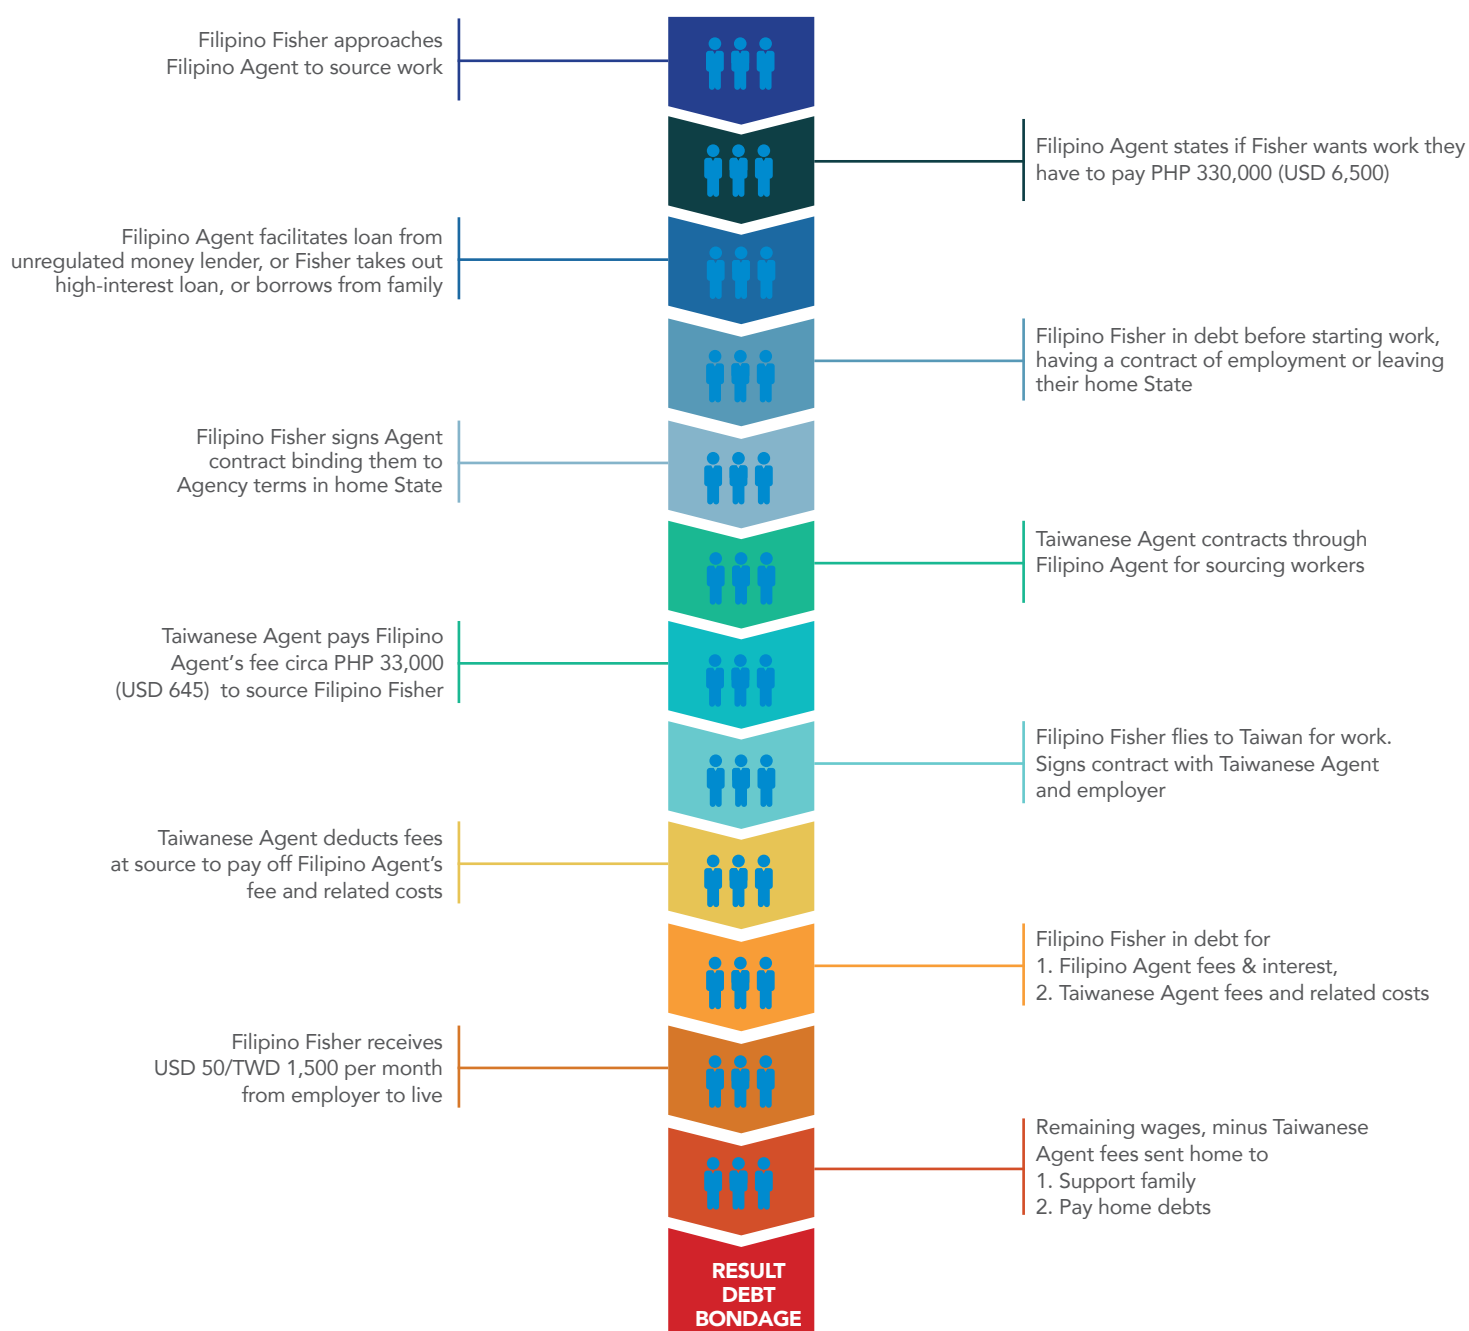 Filipino Fisher approaches
Filipino Agent to source work
Filipino Agent states if Fisher wants work they
have to pay PHP 330,000 (USD 6,500)
Filipino Agent facilitates loan from
unregulated money lender, or Fisher takes out
high-interest loan, or borrows from family
Filipino Fisher in debt before starting work,
having a contract of employment or leaving
their home State
Filipino Fisher signs Agent
contract binding them to
Agency terms in home State
Taiwanese Agent contracts through
Filipino Agent for sourcing workers
Taiwanese Agent pays Filipino
Agent’s fee circa PHP 33,000
(USD 645)  to source Filipino Fisher
Filipino Fisher flies to Taiwan for work.
Signs contract with Taiwanese Agent
and employer
Taiwanese Agent deducts fees
at source to pay off Filipino Agent’s
fee and related costs
Filipino Fisher in debt for
1. Filipino Agent fees & interest,
2. Taiwanese Agent fees and related costs
Filipino Fisher receives
USD 50/TWD 1,500 per month
from employer to live
Remaining wages, minus Taiwanese
Agent fees sent home to
1. Support family
2. Pay home debts
RESULT
DEBT
BONDAGE